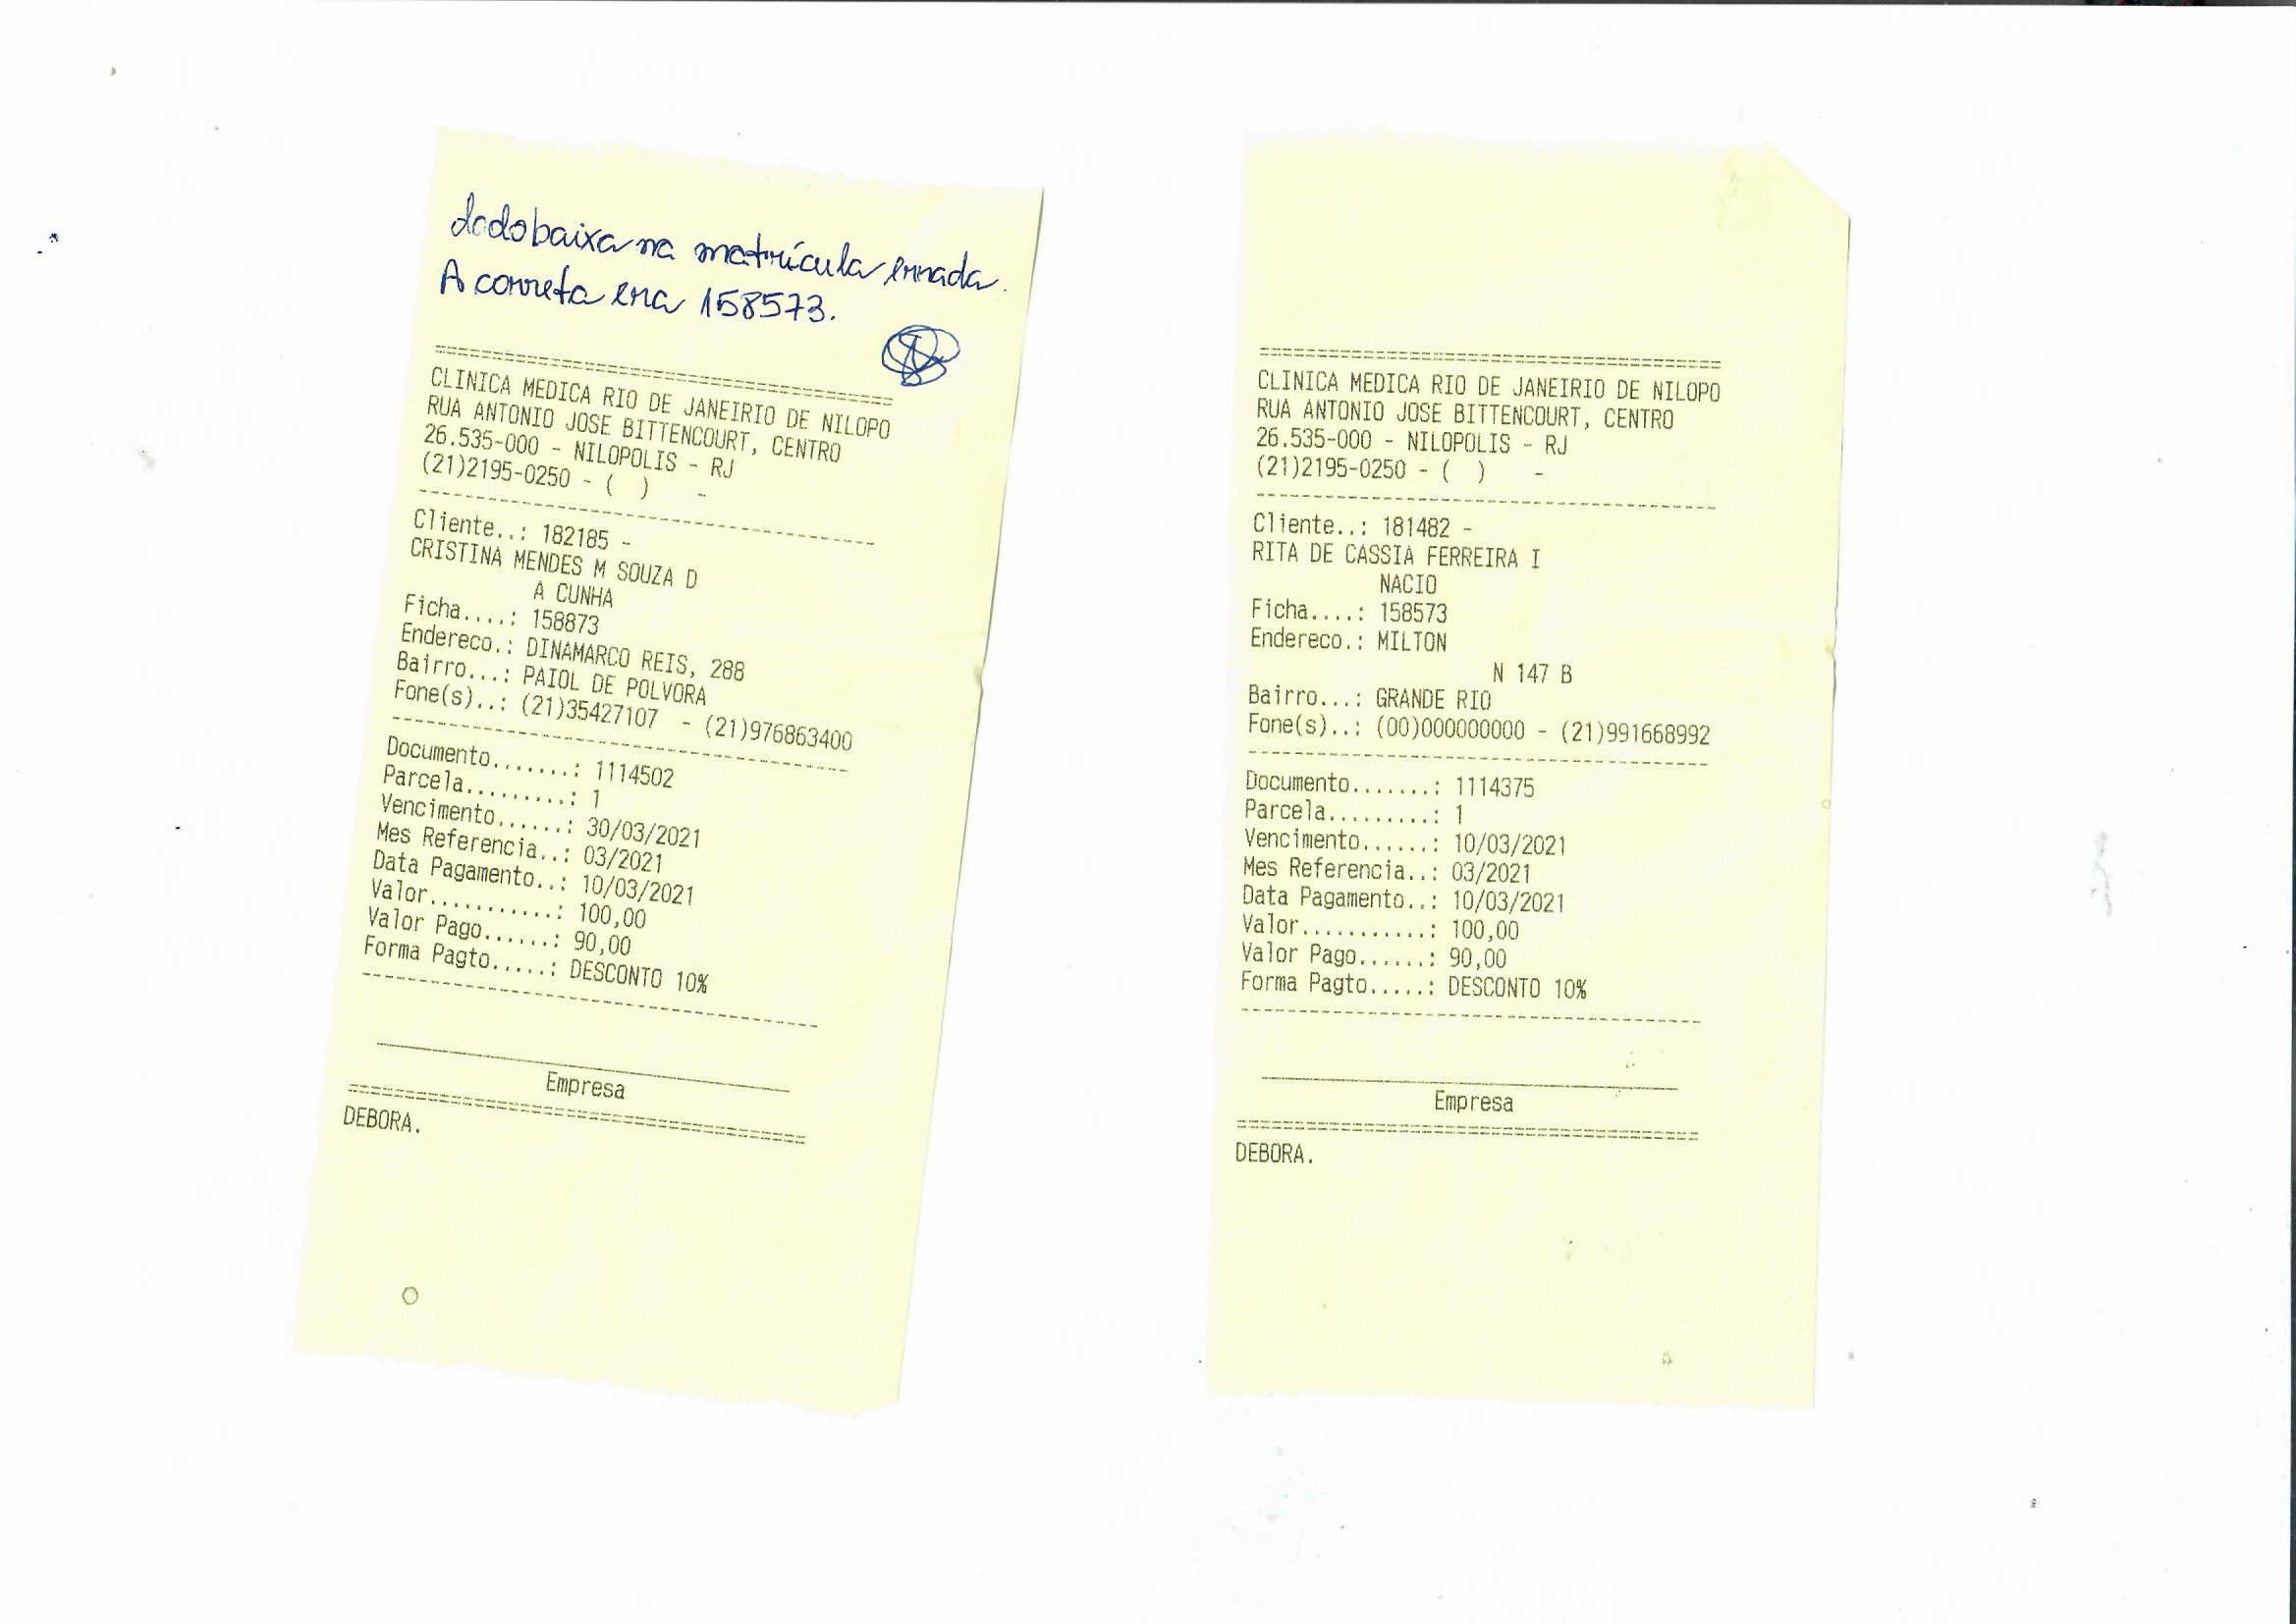 dado baixa na matrícula errada.
A correta era 158573.
==========================================
CLINICA MEDICA RIO DE JANEIRIO DE NILOPO
RUA ANTONIO JOSE BITTENCOURT, CENTRO
26.535-000 - NILOPOLIS - RJ
(21)2195-0250 - (  )    -
------------------------------------------
Cliente..: 182185 -
CRISTINA MENDES M SOUZA D
A CUNHA
Ficha....: 158873
Endereco.: DINAMARCO REIS, 288
Bairro...: PAIOL DE POLVORA
Fone(s)..: (21)35427107  - (21)976863400
------------------------------------------
Documento.......: 1114502
Parcela.........: 1
Vencimento......: 30/03/2021
Mes Referencia..: 03/2021
Data Pagamento..: 10/03/2021
Valor...........: 100,00
Valor Pago......: 90,00
Forma Pagto.....: DESCONTO 10%
------------------------------------------
Empresa
==========================================
DEBORA.
==========================================
CLINICA MEDICA RIO DE JANEIRIO DE NILOPO
RUA ANTONIO JOSE BITTENCOURT, CENTRO
26.535-000 - NILOPOLIS - RJ
(21)2195-0250 - (  )    -
------------------------------------------
Cliente..: 181482 -
RITA DE CASSIA FERREIRA I
NACIO
Ficha....: 158573
Endereco.: MILTON
N 147 B
Bairro...: GRANDE RIO
Fone(s)..: (00)000000000 - (21)991668992
------------------------------------------
Documento.......: 1114375
Parcela.........: 1
Vencimento......: 10/03/2021
Mes Referencia..: 03/2021
Data Pagamento..: 10/03/2021
Valor...........: 100,00
Valor Pago......: 90,00
Forma Pagto.....: DESCONTO 10%
------------------------------------------
Empresa
==========================================
DEBORA.